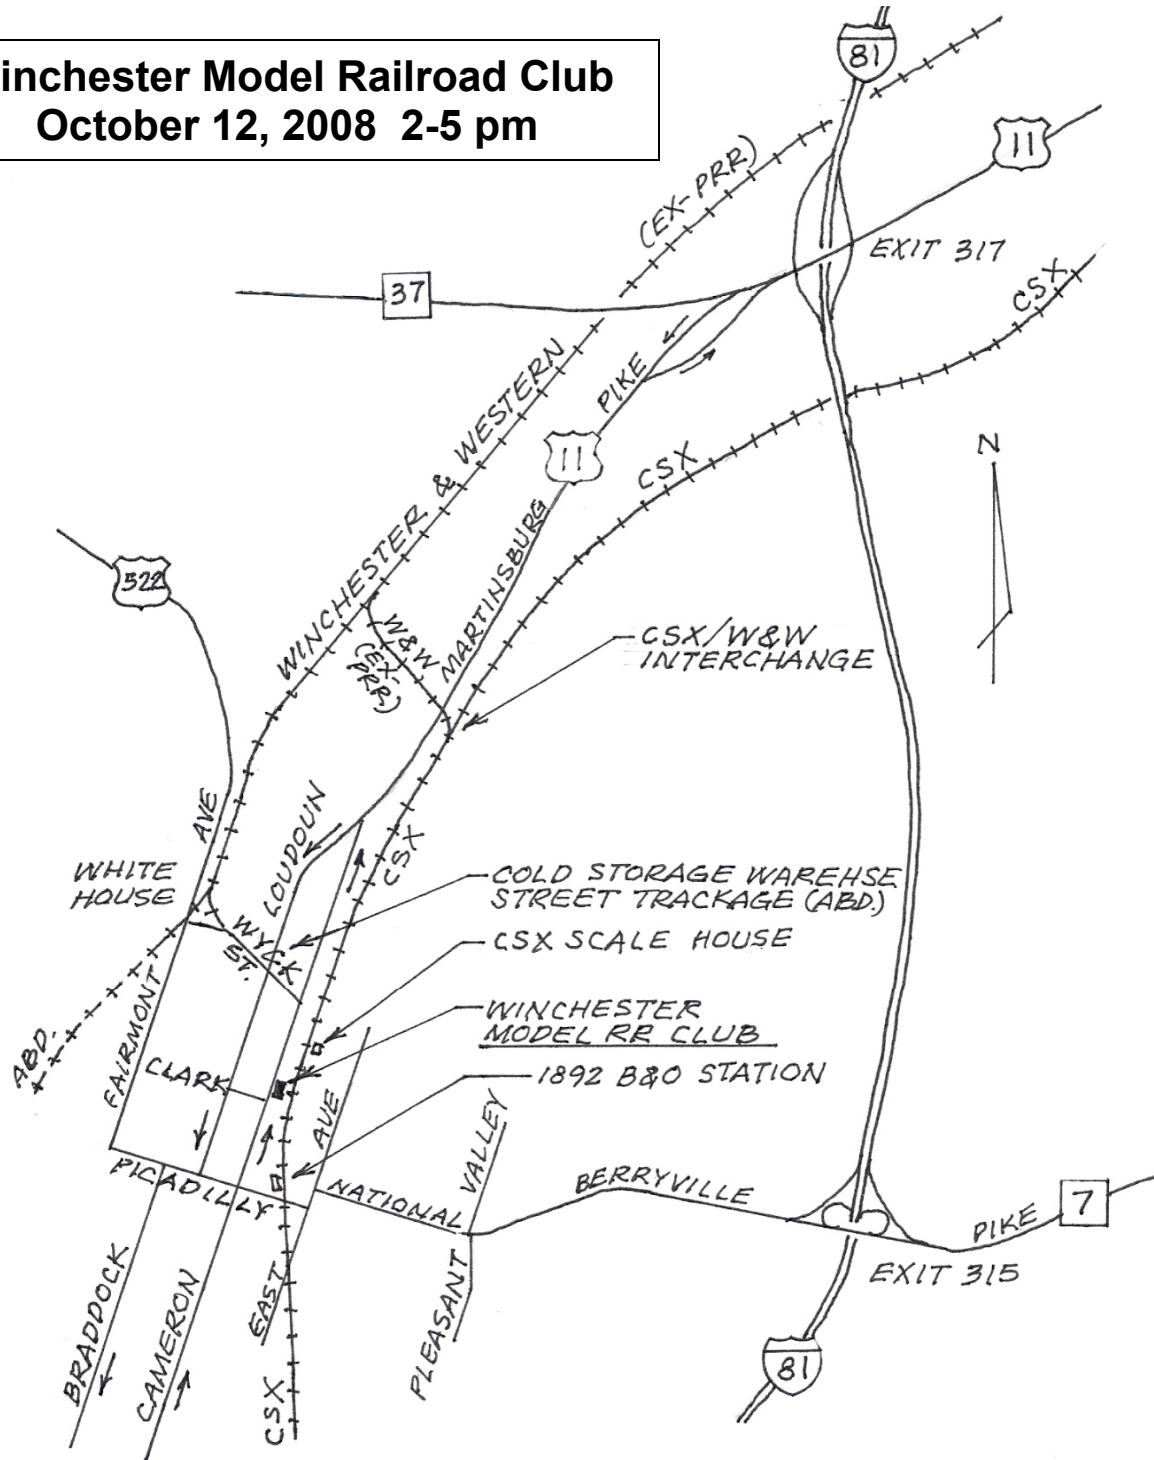 inchester Model Railroad Club
October 12, 2008 2-5 pm
81
11
(EX-PRR)
EXIT 317
37
CSX
WINCHESTER & WESTERN
PIKE
11
CSX
N
MARTINSBURG
522
W&W
(EX-
PRR)
CSX/W&W
INTERCHANGE
AVE
LOUDOUN
CSX
WHITE
HOUSE
COLD STORAGE WAREHSE
STREET TRACKAGE (ABD.)
WYCK
ST.
CSX SCALE HOUSE
FAIRMONT
ABD.
WINCHESTER
MODEL RR CLUB
CLARK
1892 B&O STATION
AVE
VALLEY
PICADILLY
NATIONAL
BERRYVILLE
PIKE
7
EXIT 315
BRADDOCK
CAMERON
EAST
PLEASANT
81
CSX